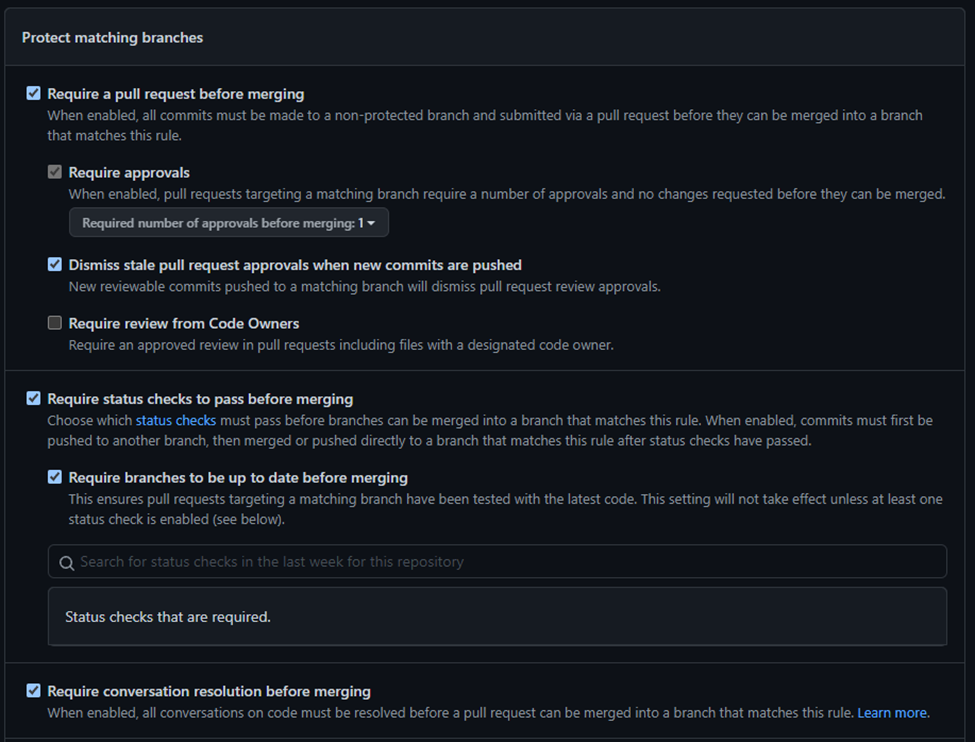 Protect matching branches
Require a pull request before merging
When enabled, all commits must be made to a non-protected branch and submitted via a pull request before they can be merged into a branch
that matches this rule.
Require approvals
When enabled, pull requests targeting a matching branch require a number of approvals and no changes requested before they can be merged.
Required number of approvals before merging: 1
Dismiss stale pull request approvals when new commits are pushed
New reviewable commits pushed to a matching branch will dismiss pull request review approvals.
Require review from Code Owners
Require an approved review in pull requests including files with a designated code owner.
Require status checks to pass before merging
Choose which status checks must pass before branches can be merged into a branch that matches this rule. When enabled, commits must first be
pushed to another branch, then merged or pushed directly to a branch that matches this rule after status checks have passed.
Require branches to be up to date before merging
This ensures pull requests targeting a matching branch have been tested with the latest code. This setting will not take effect unless at least one
status check is enabled (see below).
Search for status checks in the last week for this repository
Status checks that are required.
Require conversation resolution before merging
When enabled, all conversations on code must be resolved before a pull request can be merged into a branch that matches this rule. Learn more.